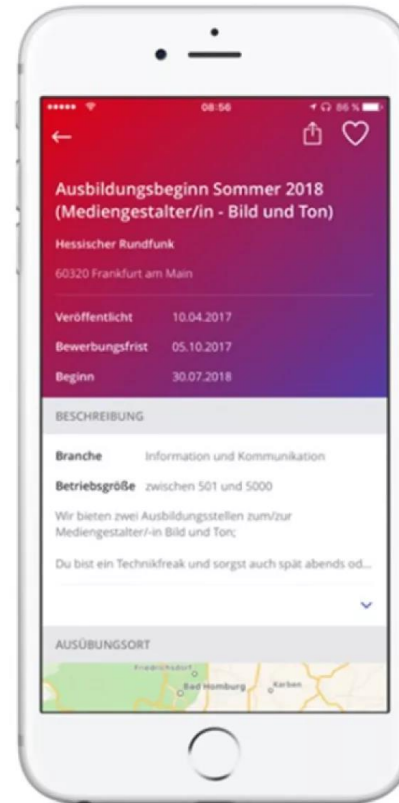 08:56
86 %
Ausbildungsbeginn Sommer 2018
(Mediengestalter/in - Bild und Ton)
Hessischer Rundfunk
60320 Frankfurt am Main
Veröffentlicht 10.04.2017
Bewerbungsfrist 05.10.2017
Beginn 30.07.2018
BESCHREIBUNG
Branche Information und Kommunikation
Betriebsgröße zwischen 501 und 5000
Wir bieten zwei Ausbildungsstellen zum/zur
Mediengestalter/-in Bild und Ton;
Du bist ein Technikfreak und sorgst auch spät abends od...
AUSÜBUNGSORT
Friedrichsdorf
Bad Homburg
Karben